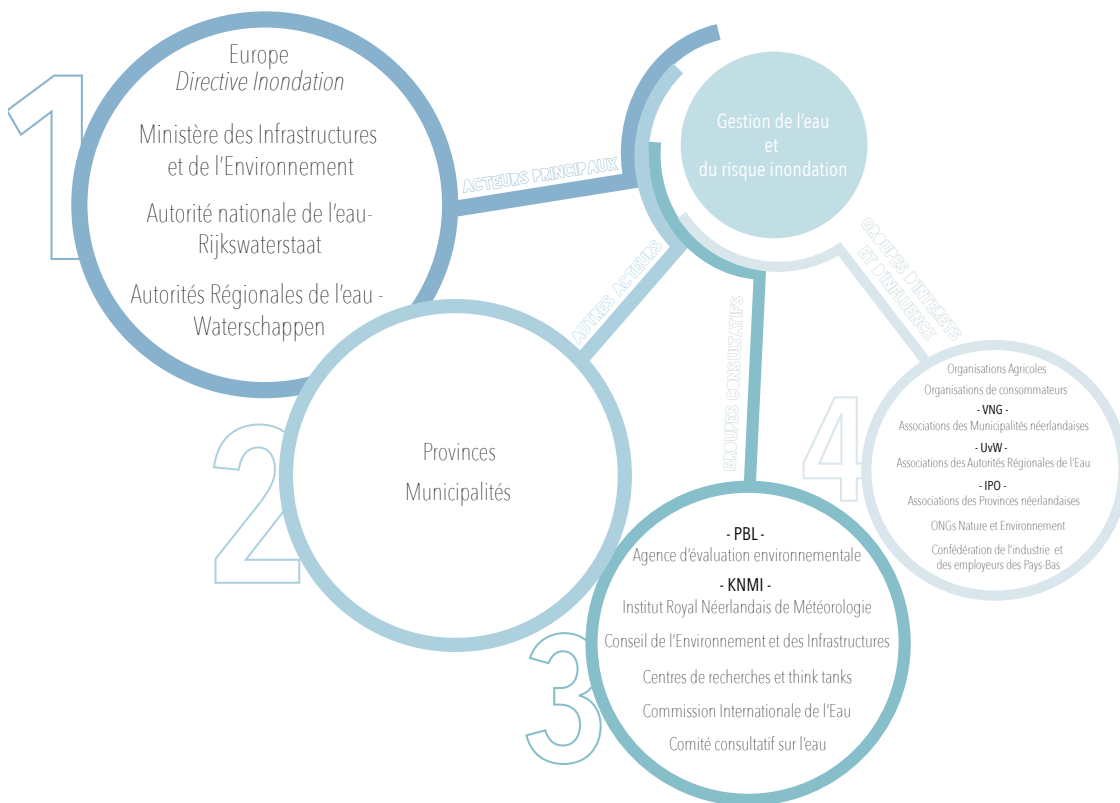 1
Europe
Directive Inondation
Ministère des Infrastructures
et de l'Environnement
Autorité nationale de l'eau-
Rijkswaterstaat
Autorités Régionales de l'eau -
Waterschappen
ACTEURS PRINCIPAUX
Gestion de l'eau
et
du risque inondation
2
Provinces
Municipalités
AUTRES ACTEURS
3
- PBL -
Agence d'évaluation environnementale
- KNMI -
Institut Royal Néerlandais de Météorologie
Conseil de l'Environnement et des Infrastructures
Centres de recherches et think tanks
Commission Internationale de l'Eau
Comité consultatif sur l'eau
GROUPES CONSULTATIFS
4
Organisations Agricoles
Organisations de consommateurs
- VNG -
Associations des Municipalités néerlandaises
- UvW -
Associations des Autorités Régionales de l'Eau
- IPO -
Associations des Provinces néerlandaises
ONGs Nature et Environnement
Confédération de l'industrie et
des employeurs des Pays-Bas
GROUPES D'INTERETS
ET D'INFLUENCE